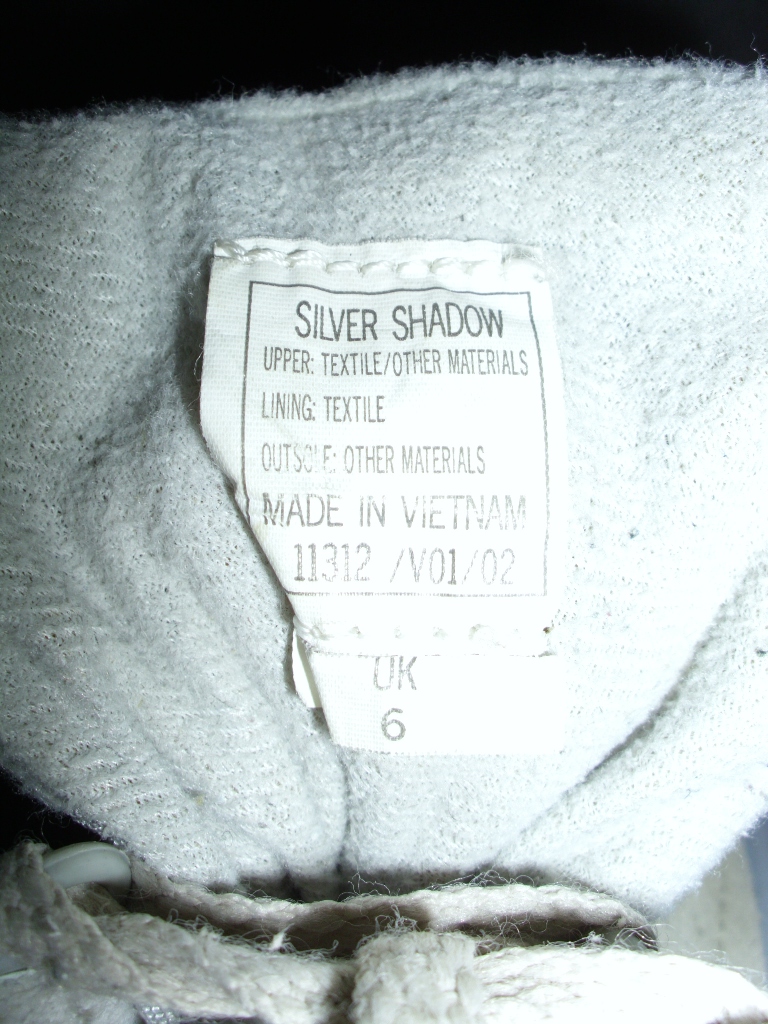 SILVER SHADOW
UPPER: TEXTILE/OTHER MATERIALS
LINING: TEXTILE
OUTSOLE: OTHER MATERIALS
MADE IN VIETNAM
11312 /V01/02
UK
6